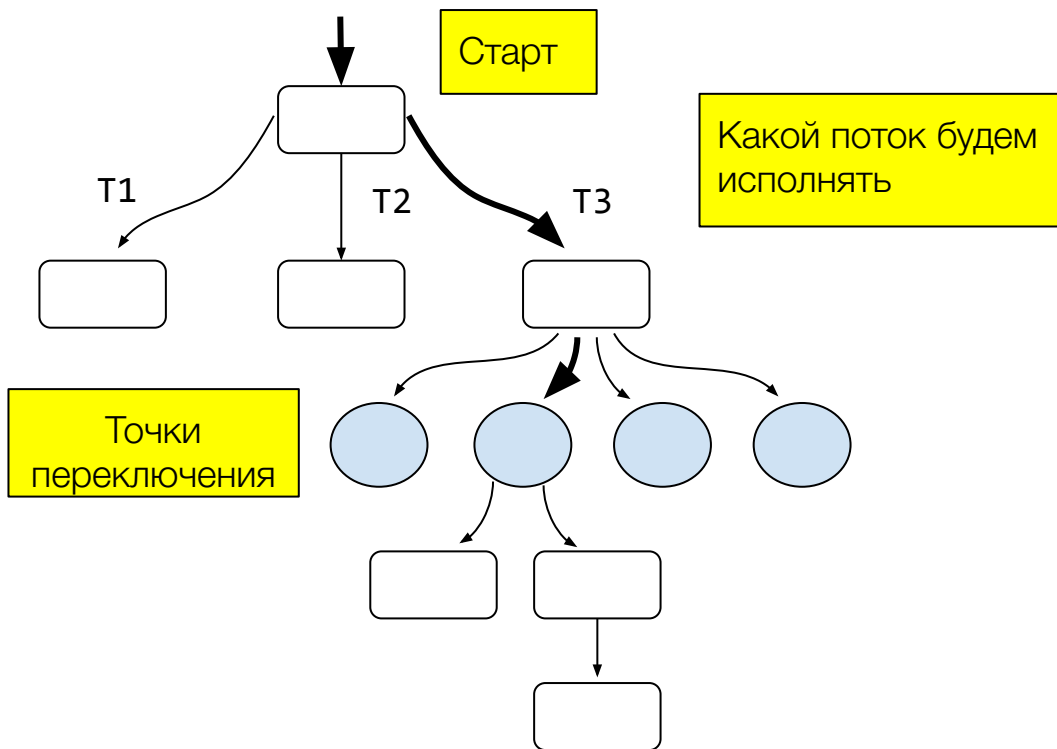 Старт
Какой поток будем
исполнять
T1
T2
T3
Точки
переключения